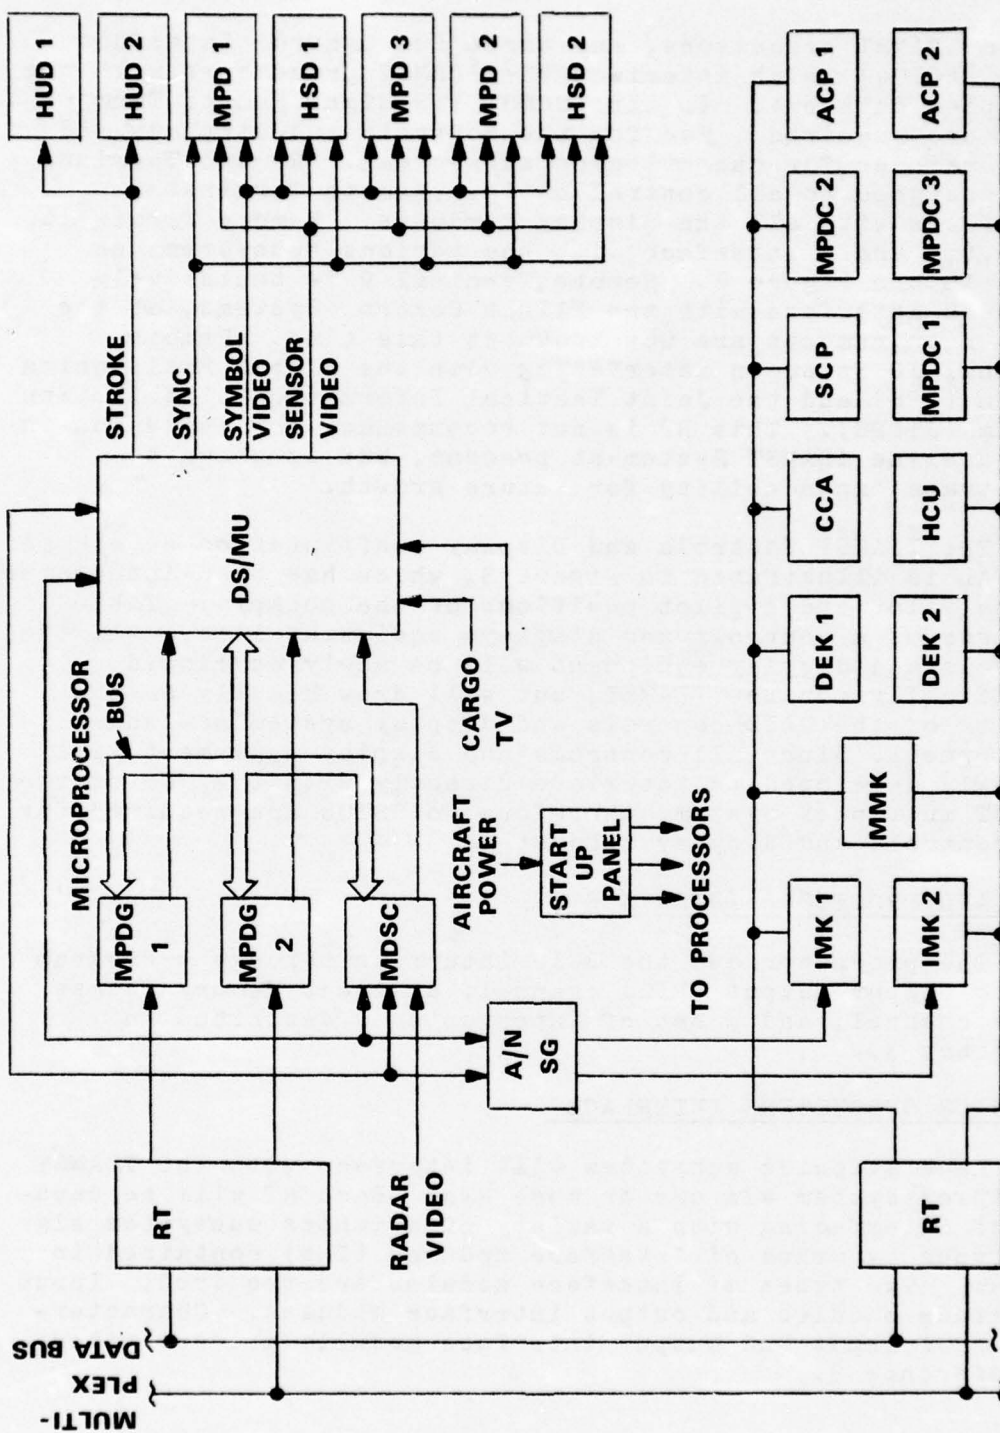 MULTI-
PLEX
DATA BUS
RT
RADAR
VIDEO
MPDG
1
MPDG
2
MDSC
MICROPROCESSOR
BUS
DS/MU
CARGO
TV
STROKE
SYNC
SYMBOL
VIDEO
SENSOR
VIDEO
HUD 1
HUD 2
MPD 1
HSD 1
MPD 3
MPD 2
HSD 2
A/N
SG
AIRCRAFT
POWER
START
UP
PANEL
TO PROCESSORS
RT
IMK 1
IMK 2
MMK
DEK 1
DEK 2
CCA
HCU
PSCP
MPDC 1
MPDC 2
MPDC 3
ACP 1
ACP 2